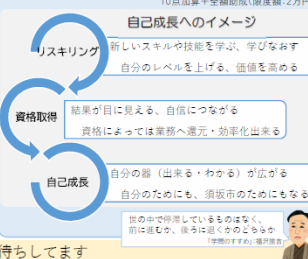 10点加算+全額助成(限度額:2万円
自己成長へのイメージ
リスキリング
新しいスキルや技能を学ぶ、学びなおす
自分のレベルを上げる、価値を高める
資格取得
結果が目に見える、自信につながる
資格によっては業務へ還元・効率化出来る
自己成長
自分の器(出来る・わかる)が広がる
自分のためにも、須坂市のためにもなる
世の中で停滞しているものはなく、
前に進むか、後ろに退くかのどちらか
「学問のすすめ」福沢諭吉
待ちしてます